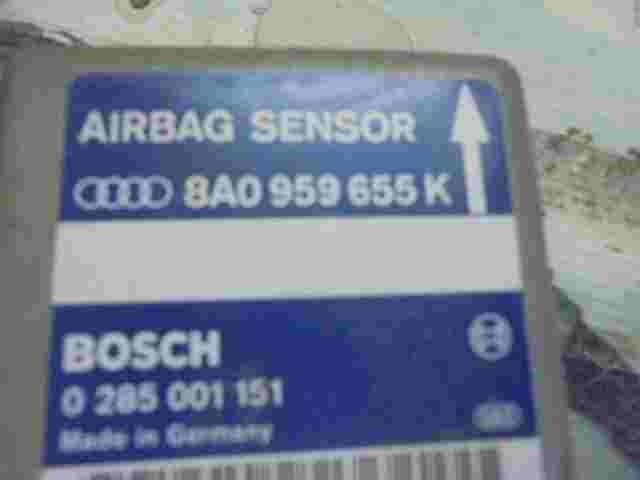 AIRBAG SENSOR
8A0 959 655 K
BOSCH
0 285 001 151
Made in Germany